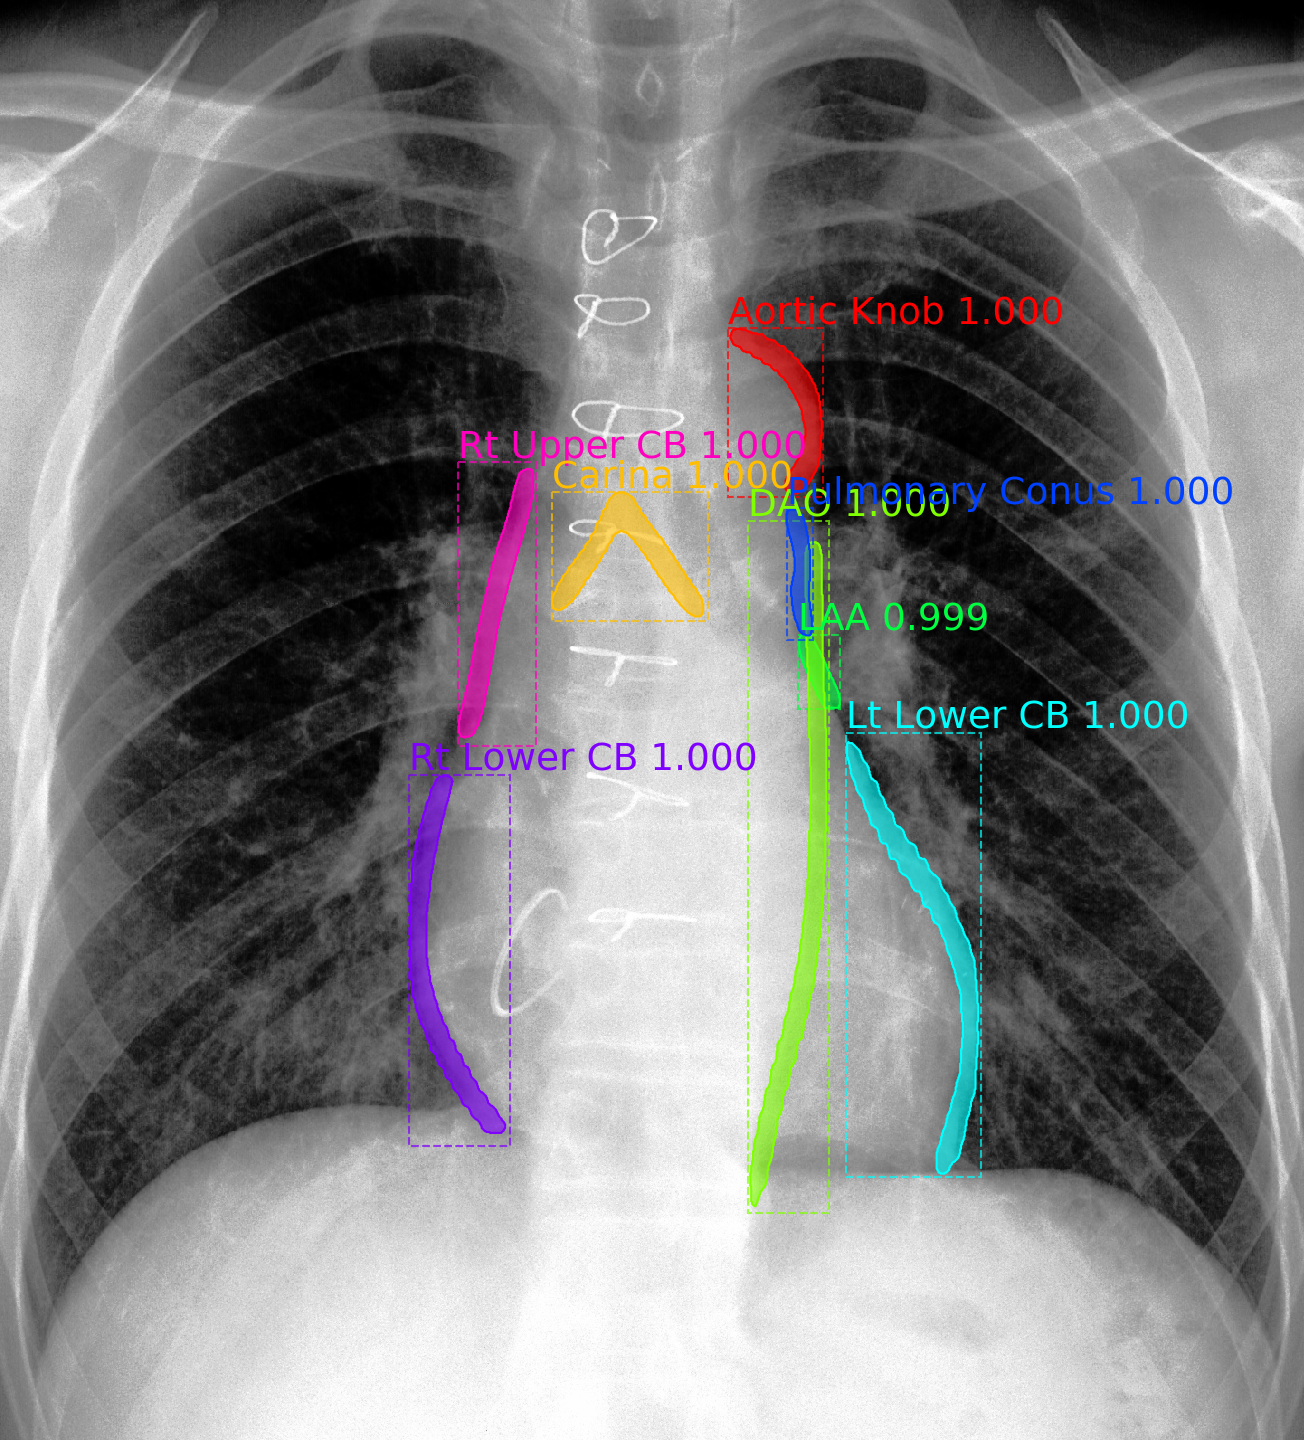 Aortic Knob 1.000
Rt Upper CB 1.000
Carina 1.000
Pulmonary Conus 1.000
DAO 1.000
LAA 0.999
Lt Lower CB 1.000
Rt Lower CB 1.000